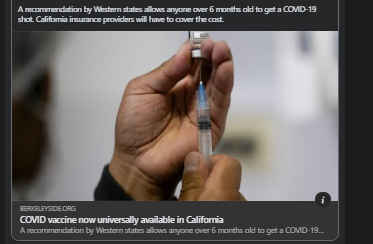 A recommendation by Western states allows anyone over 6 months old to get a COVID-19
shot. California insurance providers will have to cover the cost.
i
BERKELEYSIDE.ORG
COVID vaccine now universally available in California
A recommendation by Western states allows anyone over 6 months old to get a COVID-19...